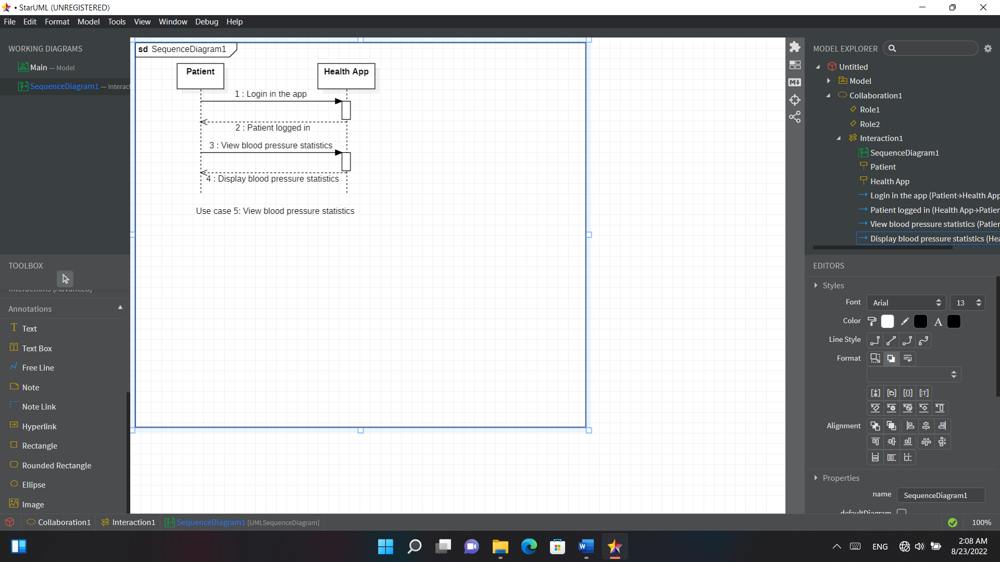 • StarUML (UNREGISTERED)
File Edit Format Model Tools View Window Debug Help
WORKING DIAGRAMS
Main — Model
SequenceDiagram1 — Interact
TOOLBOX
Interactions (Advanced)
Annotations
Text
Text Box
Free Line
Note
Note Link
Hyperlink
Rectangle
Rounded Rectangle
Ellipse
Image
sd SequenceDiagram1
Patient
Health App
1 : Login in the app
2 : Patient logged in
3 : View blood pressure statistics
4 : Display blood pressure statistics
Use case 5: View blood pressure statistics
MODEL EXPLORER
Untitled
Model
Collaboration1
Role1
Role2
Interaction1
SequenceDiagram1
Patient
Health App
Login in the app (Patient→Health App
Patient logged in (Health App→Patien
View blood pressure statistics (Patien
Display blood pressure statistics (Hea
EDITORS
Styles
Font Arial 13
Color
Line Style
Format
Alignment
Properties
name SequenceDiagram1
defaultDiagram
Collaboration1 Interaction1 SequenceDiagram1 [UMLSequenceDiagram]
100%
ENG
2:08 AM
8/23/2022